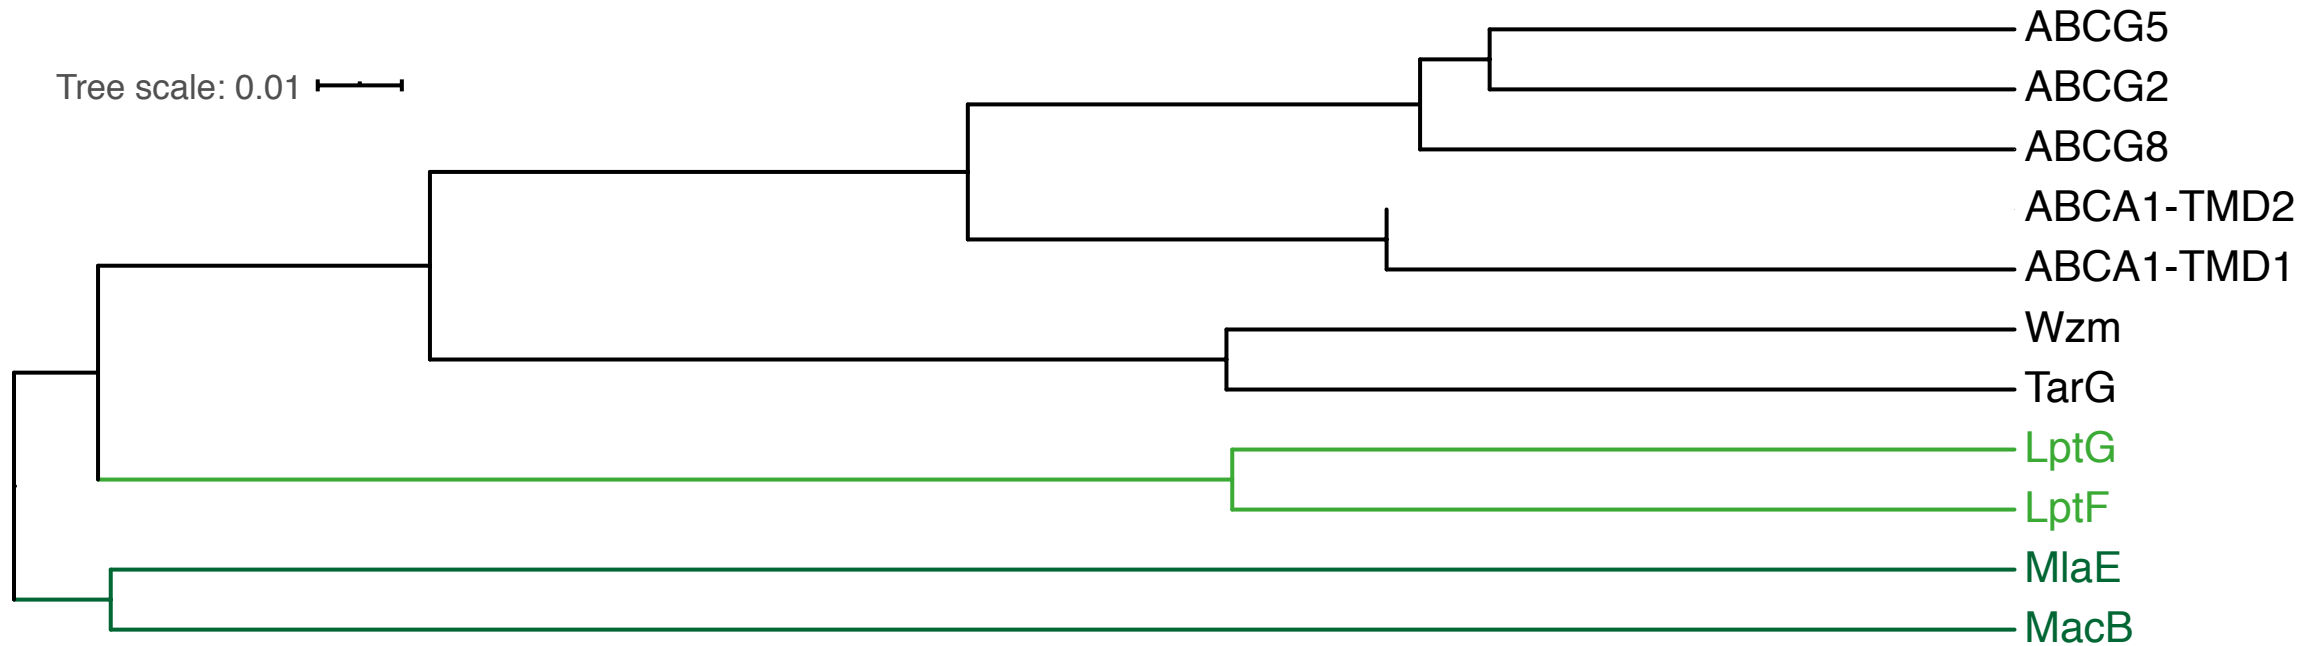 ABCG5
Tree scale: 0.01
ABCG2
ABCG8
ABCA1-TMD2
ABCA1-TMD1
Wzm
TarG
LptG
LptF
MlaE
MacB